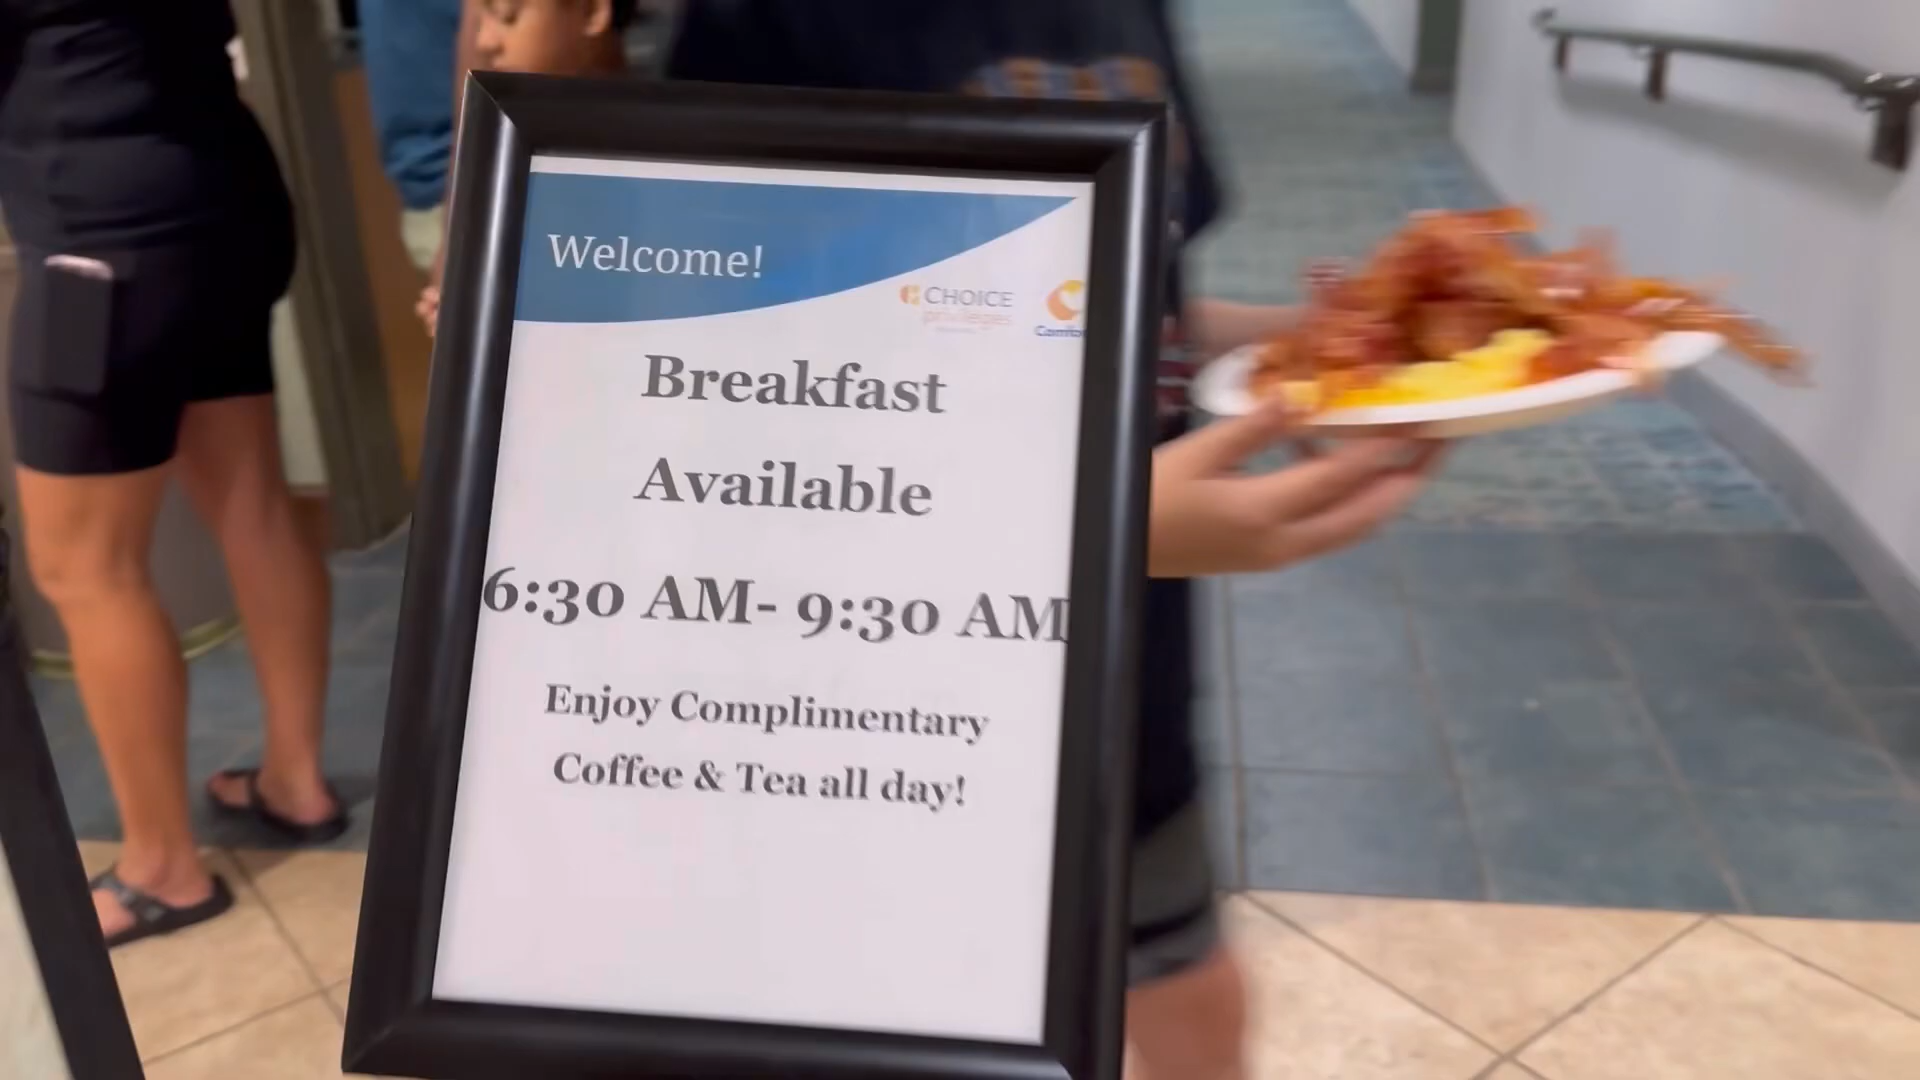 Welcome!
CHOICE
privileges
Breakfast
Available
6:30 AM- 9:30 AM
Enjoy Complimentary
Coffee & Tea all day!